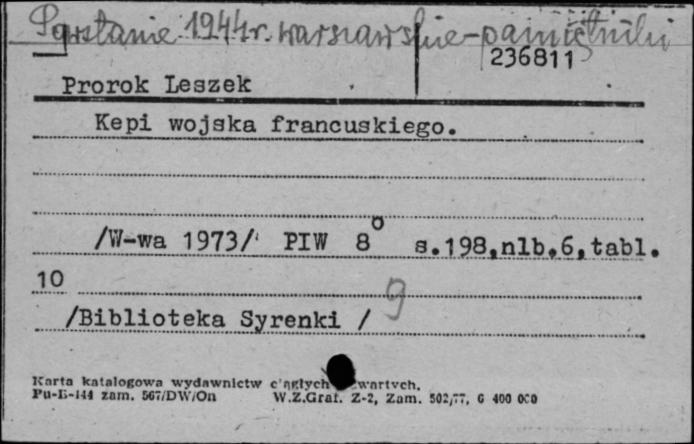 Powstanie 1944r. warszawskie - pamiętniki
236811
Prorok Leszek
Kepi wojska francuskiego.
/W-wa 1973/ PIW 8° s.198,nlb.6,tabl.
10
9
/Biblioteka Syrenki /
Karta katalogowa wydawnictw
Pu-B-144 zam. 567/DW/On W.Z.Graf. Z-2, Zam. 502/77, G 400 000